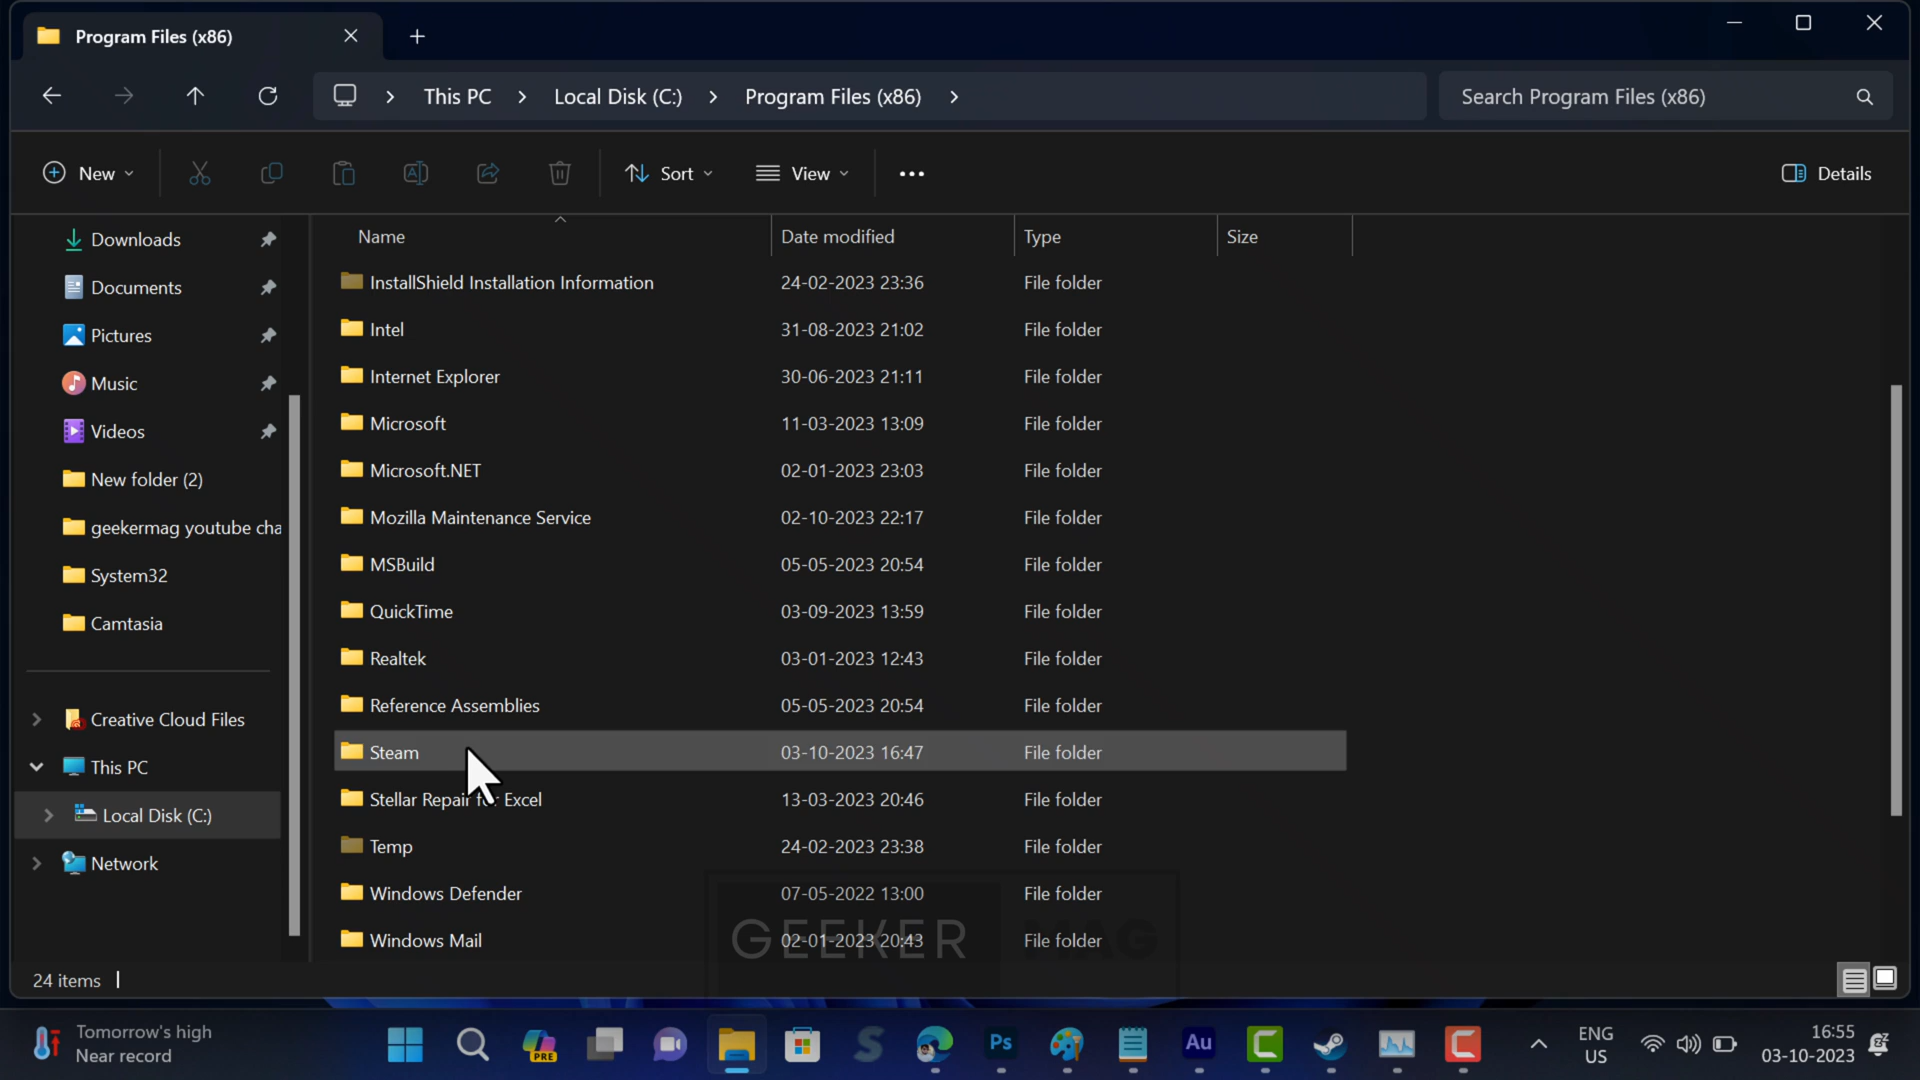 Program Files (x86)
This PC > Local Disk (C:) > Program Files (x86) >
Search Program Files (x86)
New
Sort
View
Details
Name
Date modified
Type
Size
Downloads
Documents
Pictures
Music
Videos
New folder (2)
geekermag youtube cha
System32
Camtasia
Creative Cloud Files
This PC
Local Disk (C:)
Network
InstallShield Installation Information 24-02-2023 23:36 File folder
Intel 31-08-2023 21:02 File folder
Internet Explorer 30-06-2023 21:11 File folder
Microsoft 11-03-2023 13:09 File folder
Microsoft.NET 02-01-2023 23:03 File folder
Mozilla Maintenance Service 02-10-2023 22:17 File folder
MSBuild 05-05-2023 20:54 File folder
QuickTime 03-09-2023 13:59 File folder
Realtek 03-01-2023 12:43 File folder
Reference Assemblies 05-05-2023 20:54 File folder
Steam 03-10-2023 16:47 File folder
Stellar Repair for Excel 13-03-2023 20:46 File folder
Temp 24-02-2023 23:38 File folder
Windows Defender 07-05-2022 13:00 File folder
Windows Mail 02-01-2023 20:43 File folder
GEEKER MAG
24 items
Tomorrow's high
Near record
PRE
Ps
Au
ENG
US
16:55
03-10-2023